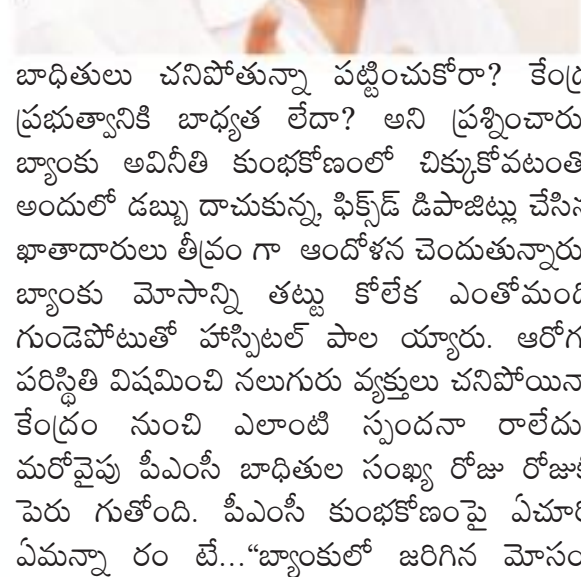 బాధితులు చనిపోతున్నా పట్టించుకోరా? కేంద్ర
ప్రభుత్వానికి బాధ్యత లేదా? అని ప్రశ్నించారు
బ్యాంకు అవినీతి కుంభకోణంలో చిక్కుకోవటంతో
అందులో డబ్బు దాచుకున్న, ఫిక్స్‌డ్ డిపాజిట్లు చేసిన
ఖాతాదారులు తీవ్రం గా ఆందోళన చెందుతున్నారు
బ్యాంకు మోసాన్ని తట్టు కోలేక ఎంతోమంది
గుండెపోటుతో హాస్పిటల్ పాల య్యారు. ఆరోగ
పరిస్థితి విషమించి నలుగురు వ్యక్తులు చనిపోయినా
కేంద్రం నుంచి ఎలాంటి స్పందనా రాలేదు
మరోవైపు పీఎంసీ బాధితుల సంఖ్య రోజు రోజుకీ
పెరు గుతోంది. పీఎంసీ కుంభకోణంపై ఏచూరి
ఏమన్నా రం టే...“బ్యాంకులో జరిగిన మోసం